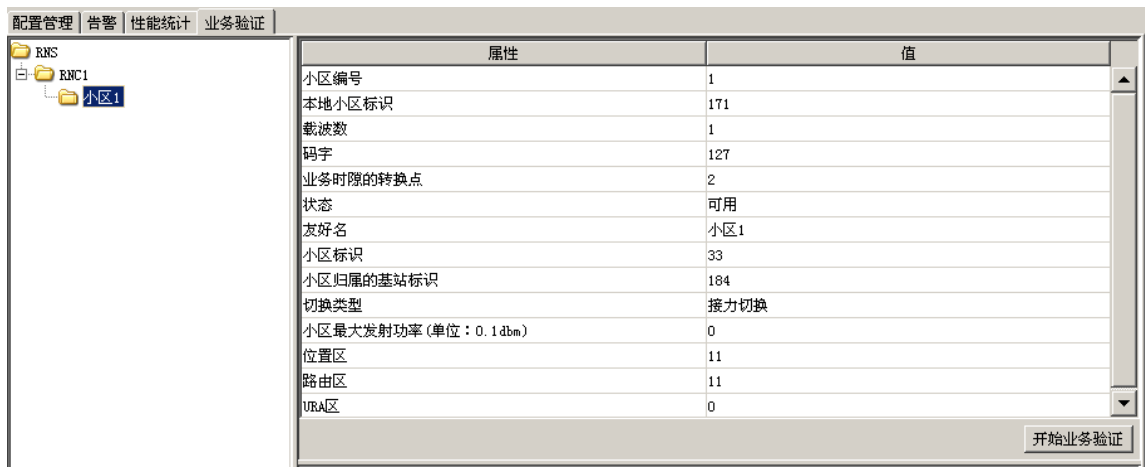 配置管理 告警 性能统计 业务验证
RNS
RNC1
小区1
属性 值
小区编号 1
本地小区标识 171
载波数 1
码字 127
业务时隙的转换点 2
状态 可用
友好名 小区1
小区标识 33
小区归属的基站标识 184
切换类型 接力切换
小区最大发射功率(单位：0.1dbm) 0
位置区 11
路由区 11
URA区 0
开始业务验证